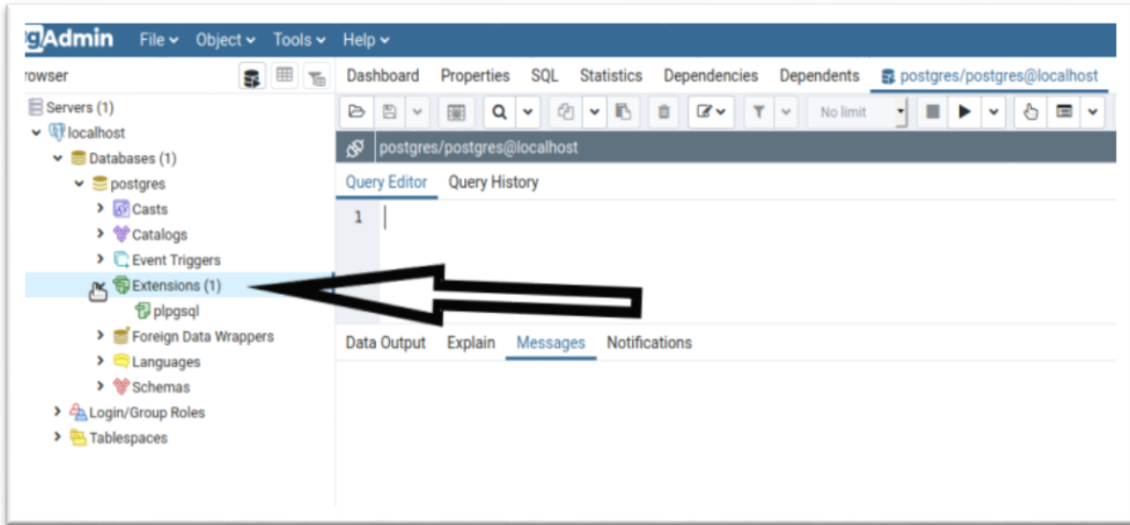 gAdmin File Object Tools Help
rowser
Dashboard Properties SQL Statistics Dependencies Dependents postgres/postgres@localhost
Servers (1)
No limit
localhost
postgres/postgres@localhost
Databases (1)
postgres
Query Editor Query History
Casts
1
Catalogs
Event Triggers
Extensions (1)
plpgsql
Foreign Data Wrappers
Data Output Explain Messages Notifications
Languages
Schemas
Login/Group Roles
Tablespaces